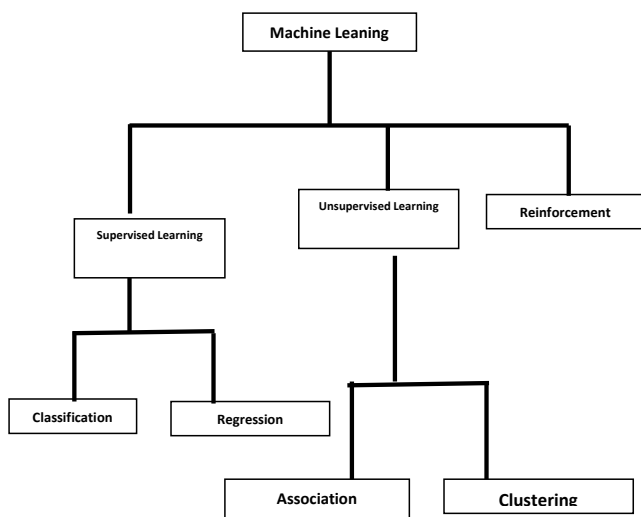 Machine Leaning
Unsupervised Learning
Reinforcement
Supervised Learning
Classification
Regression
Association
Clustering